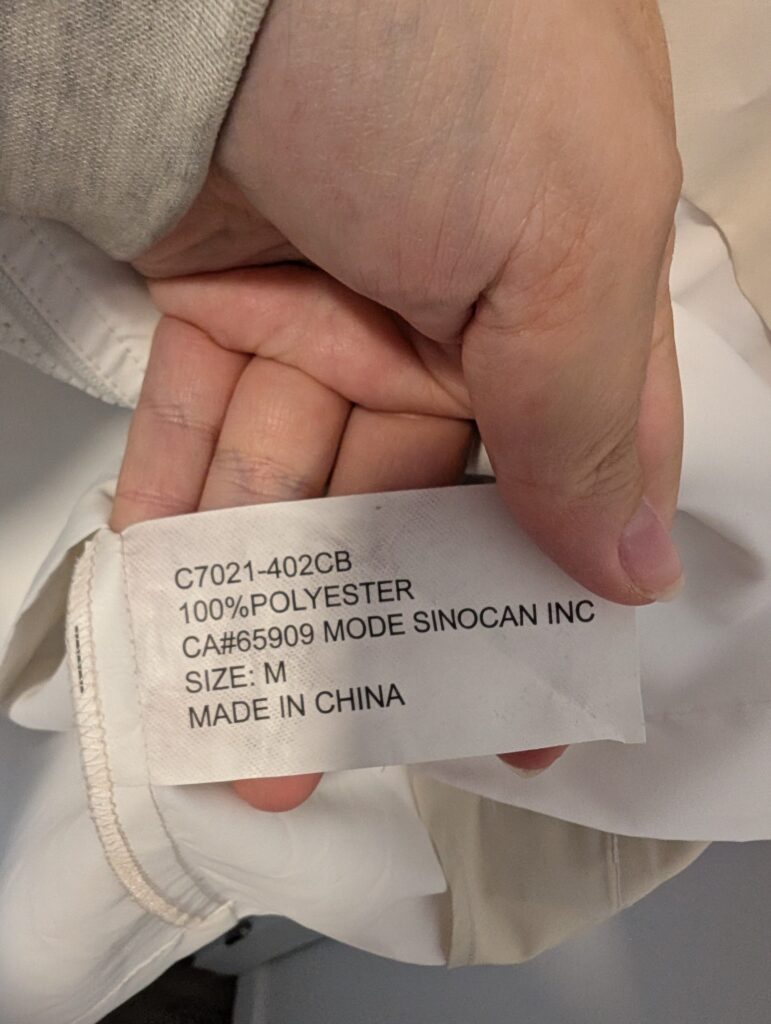 C7021-402CB
100%POLYESTER
CA#65909 MODE SINOCAN INC
SIZE: M
MADE IN CHINA